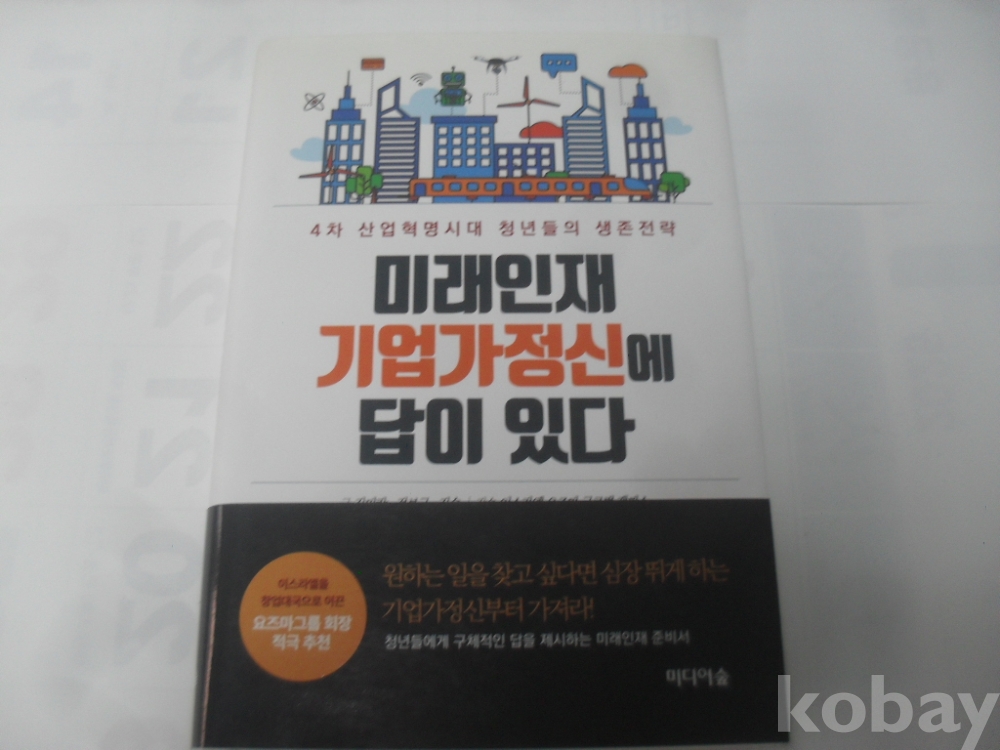 4차 산업혁명시대 청년들의 생존전략
미래인재
기업가정신에
답이 있다
이스라엘을
창업대국으로 이끈
요즈마그룹 회장
적극 추천
원하는 일을 찾고 싶다면 심장 뛰게 하는
기업가정신부터 가져라!
청년들에게 구체적인 답을 제시하는 미래인재 준비서
미디어숲
kobay